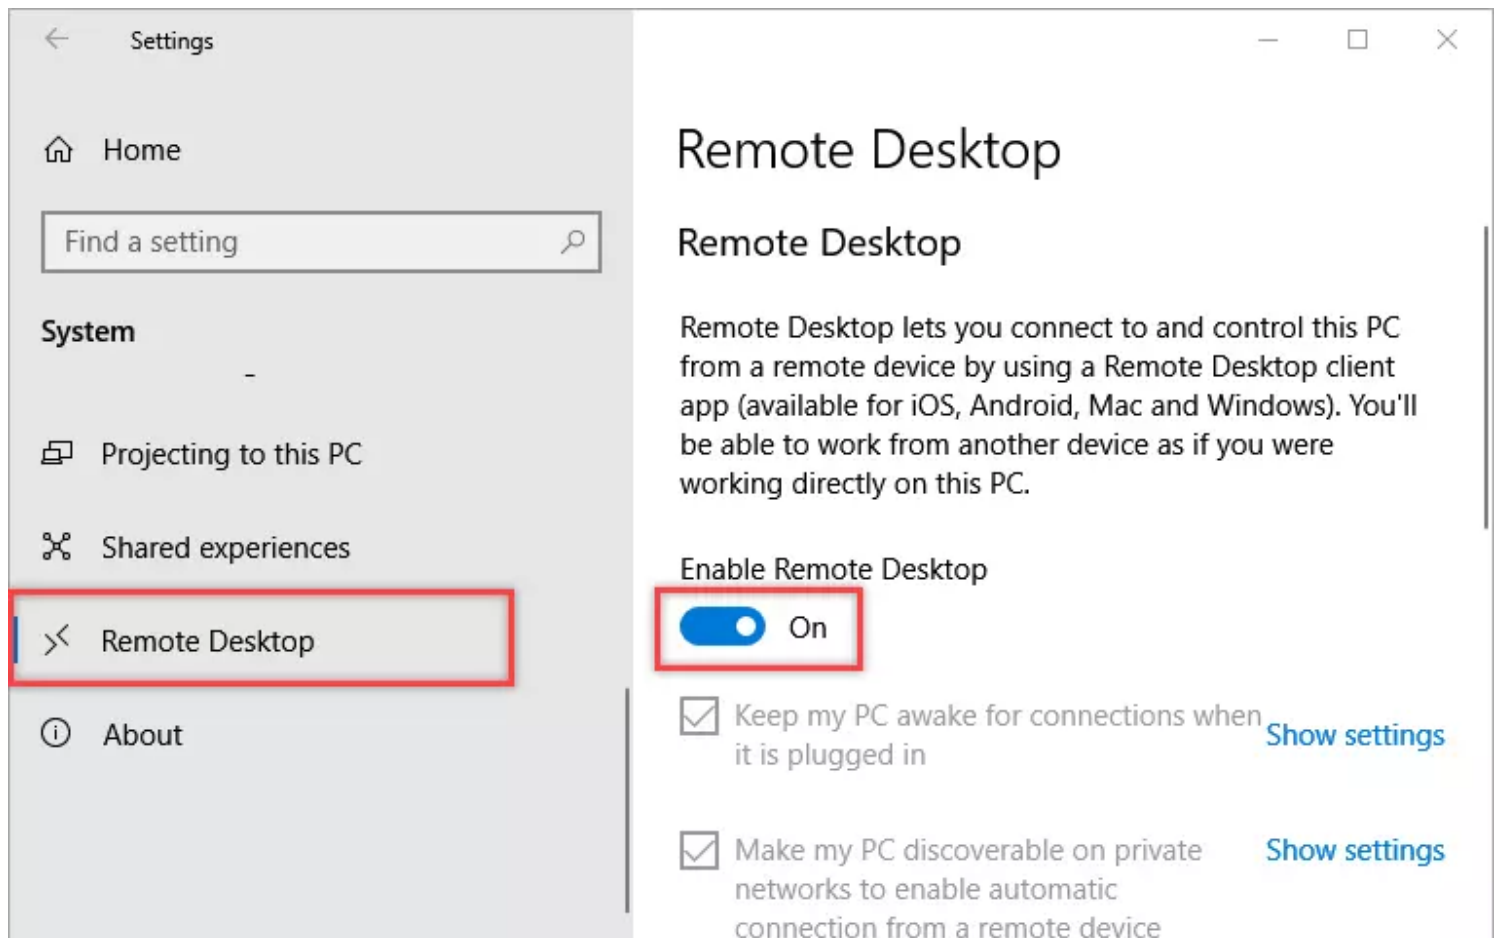 Settings
Home
Find a setting
System
Projecting to this PC
Shared experiences
Remote Desktop
About
Remote Desktop
Remote Desktop
Remote Desktop lets you connect to and control this PC
from a remote device by using a Remote Desktop client
app (available for iOS, Android, Mac and Windows). You'll
be able to work from another device as if you were
working directly on this PC.
Enable Remote Desktop
On
Keep my PC awake for connections when
it is plugged in
Show settings
Make my PC discoverable on private
networks to enable automatic
connection from a remote device
Show settings